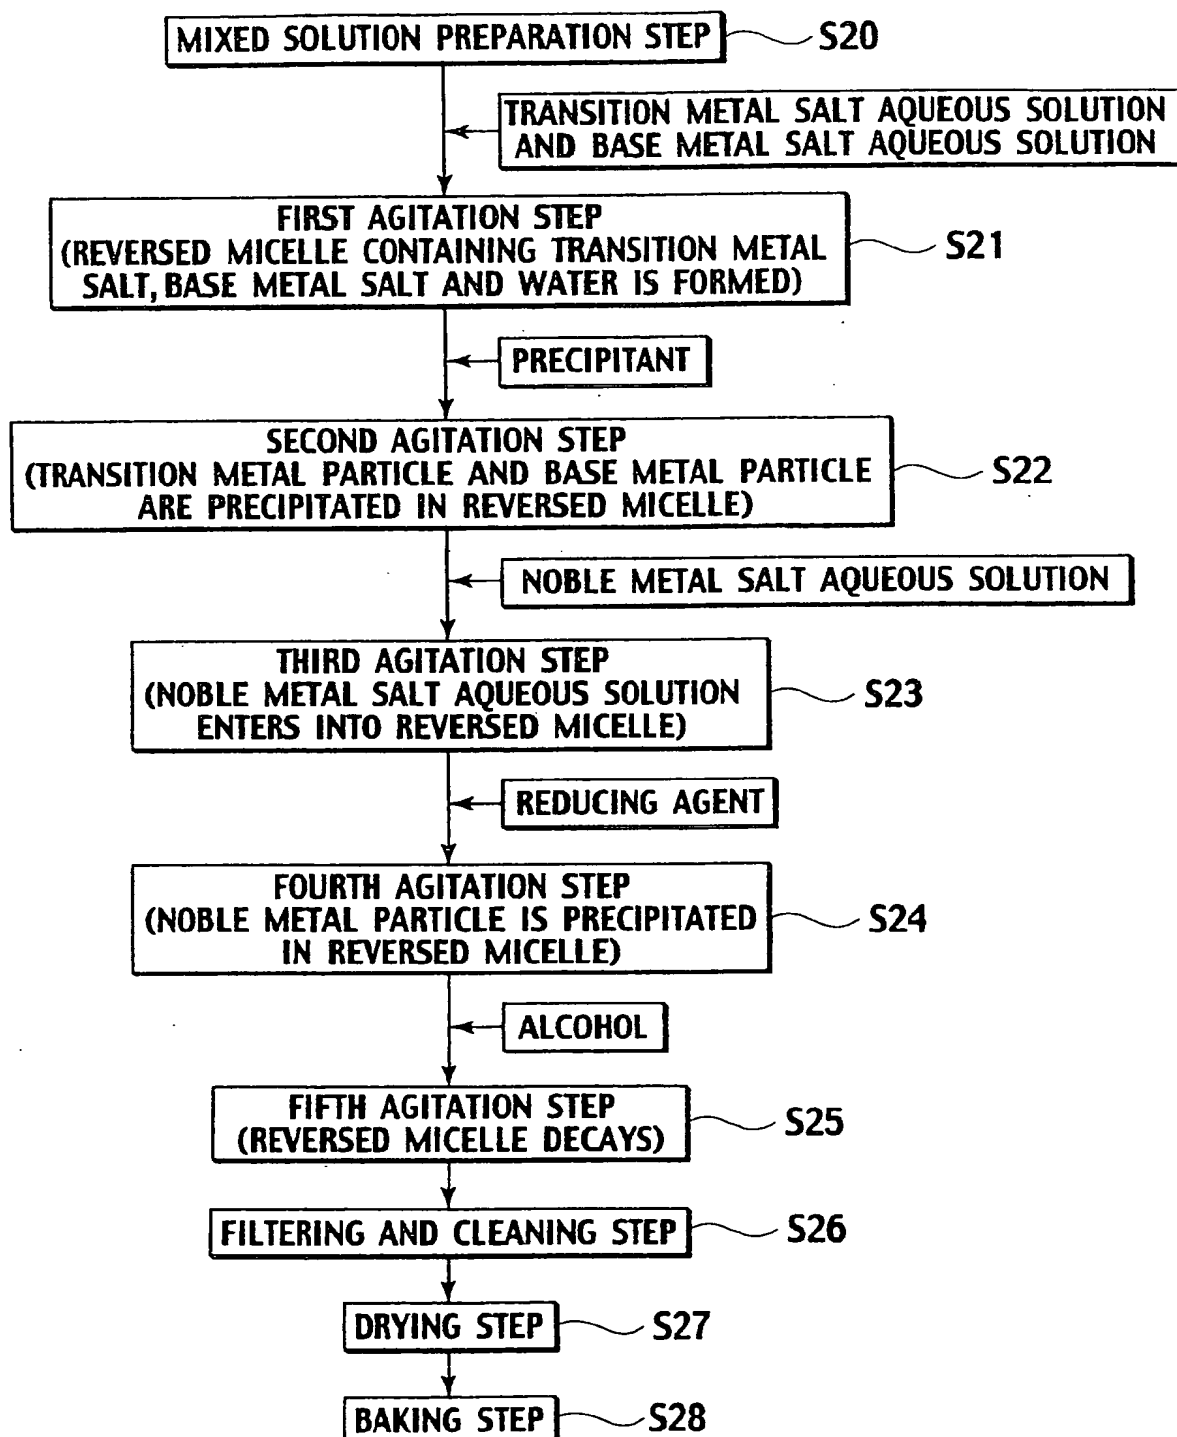 MIXED SOLUTION PREPARATION STEP
S20
TRANSITION METAL SALT AQUEOUS SOLUTION
AND BASE METAL SALT AQUEOUS SOLUTION
FIRST AGITATION STEP
(REVERSED MICELLE CONTAINING TRANSITION METAL
SALT, BASE METAL SALT AND WATER IS FORMED)
S21
PRECIPITANT
SECOND AGITATION STEP
(TRANSITION METAL PARTICLE AND BASE METAL PARTICLE
ARE PRECIPITATED IN REVERSED MICELLE)
S22
NOBLE METAL SALT AQUEOUS SOLUTION
THIRD AGITATION STEP
(NOBLE METAL SALT AQUEOUS SOLUTION
ENTERS INTO REVERSED MICELLE)
S23
REDUCING AGENT
FOURTH AGITATION STEP
(NOBLE METAL PARTICLE IS PRECIPITATED
IN REVERSED MICELLE)
S24
ALCOHOL
FIFTH AGITATION STEP
(REVERSED MICELLE DECAYS)
S25
FILTERING AND CLEANING STEP
S26
DRYING STEP
S27
BAKING STEP
S28